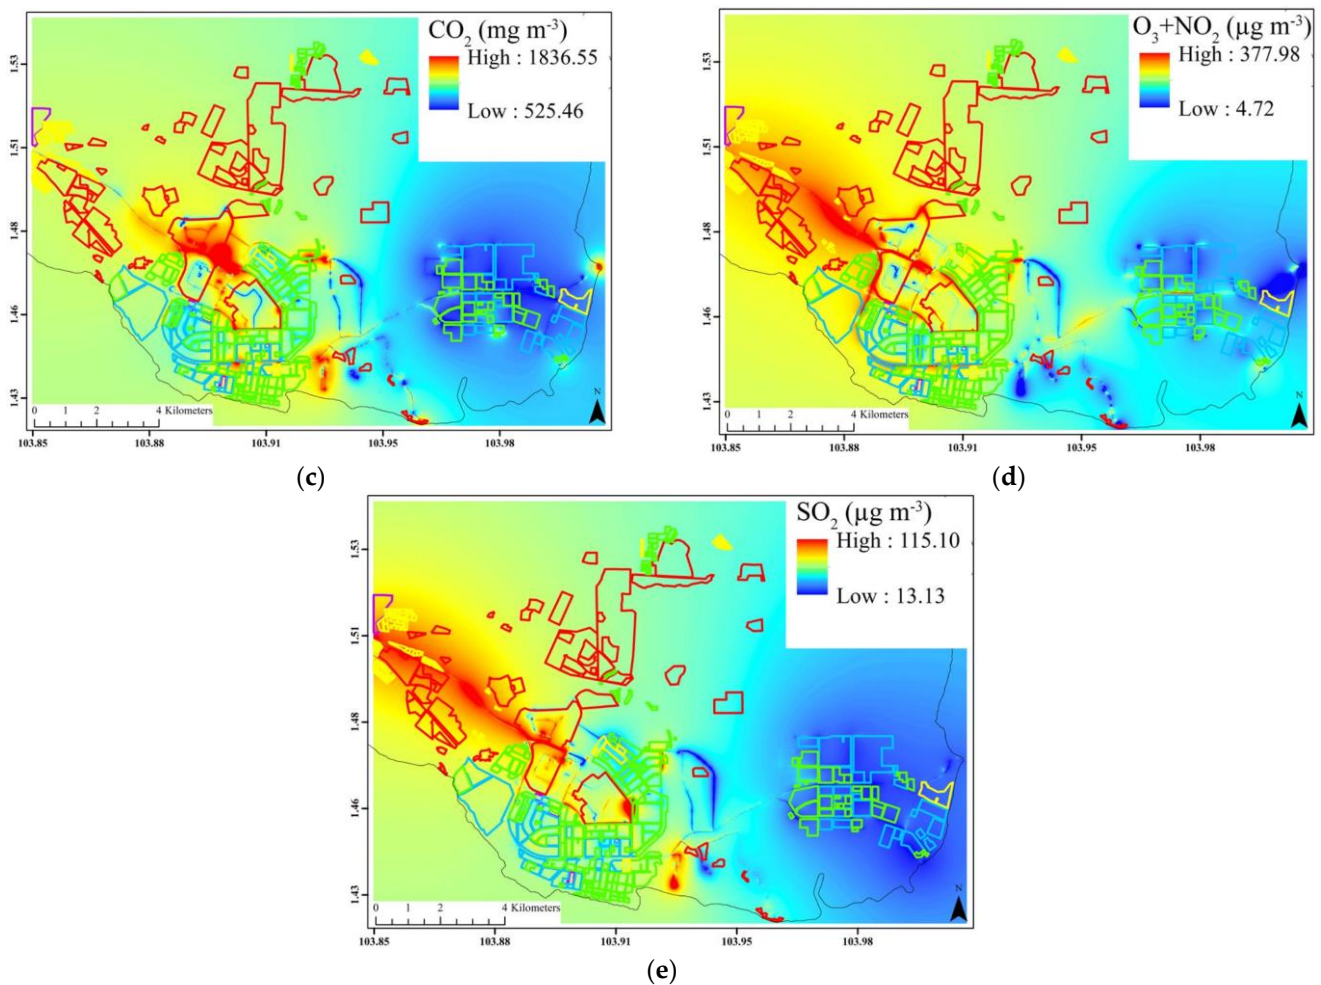 CO₂ (mg m⁻³)
High : 1836.55
Low : 525.46
1.53
1.51
1.48
1.46
1.43
0 1 2 4 Kilometers
N
103.85 103.88 103.91 103.95 103.98
(c)
O₃+NO₂ (µg m⁻³)
High : 377.98
Low : 4.72
1.53
1.51
1.48
1.46
1.43
0 1 2 4 Kilometers
N
103.85 103.88 103.91 103.95 103.98
(d)
SO₂ (µg m⁻³)
High : 115.10
Low : 13.13
1.53
1.51
1.48
1.46
1.43
0 1 2 4 Kilometers
N
103.85 103.88 103.91 103.95 103.98
(e)